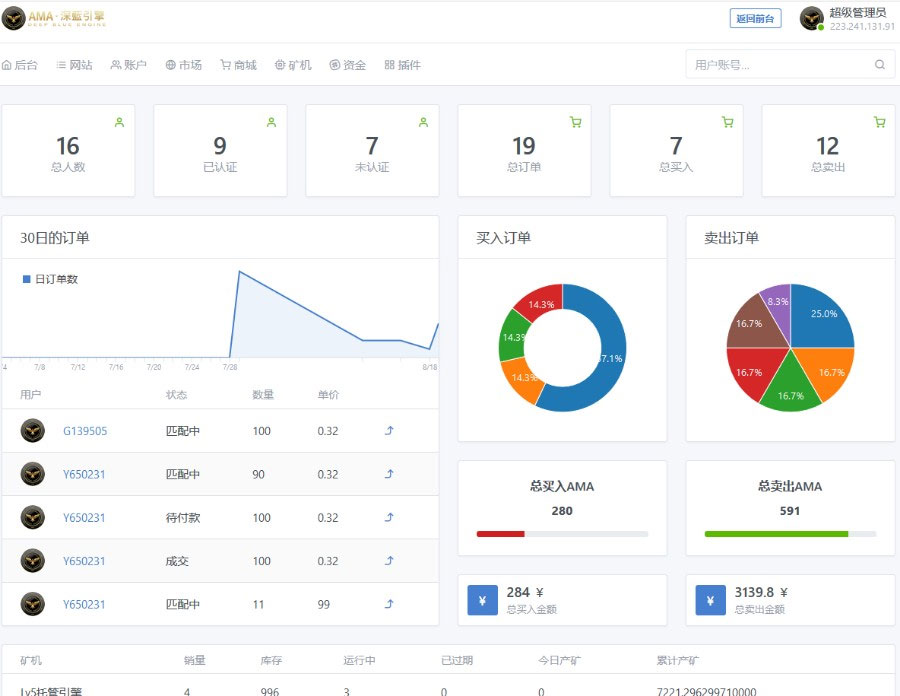 AMA·深蓝引擎
DEEP BLUE ENGINE
返回前台
超级管理员
223.241.131.91
后台 网站 账户 市场 商城 矿机 资金 插件
用户账号...
16 9 7 19 7 12
总人数 已认证 未认证 总订单 总买入 总卖出
30日的订单
日订单数
4 7/8 7/12 7/16 7/20 7/24 7/28 8/18
用户 状态 数量 单价
G139505 匹配中 100 0.32
Y650231 匹配中 90 0.32
Y650231 待付款 100 0.32
Y650231 成交 100 0.32
Y650231 匹配中 11 99
买入订单
14.3%
14.3
14.3%
7.1%
卖出订单
8.3%
25.0%
16.7%
16.7%
16.7%
16.7%
总买入AMA
280
总卖出AMA
591
¥ 284 ¥
总买入金额
¥ 3139.8 ¥
总卖出金额
矿机 销量 库存 运行中 已过期 今日产矿 累计产矿
Lv5托管引擎 4 996 3 0 0 7221.296299710000